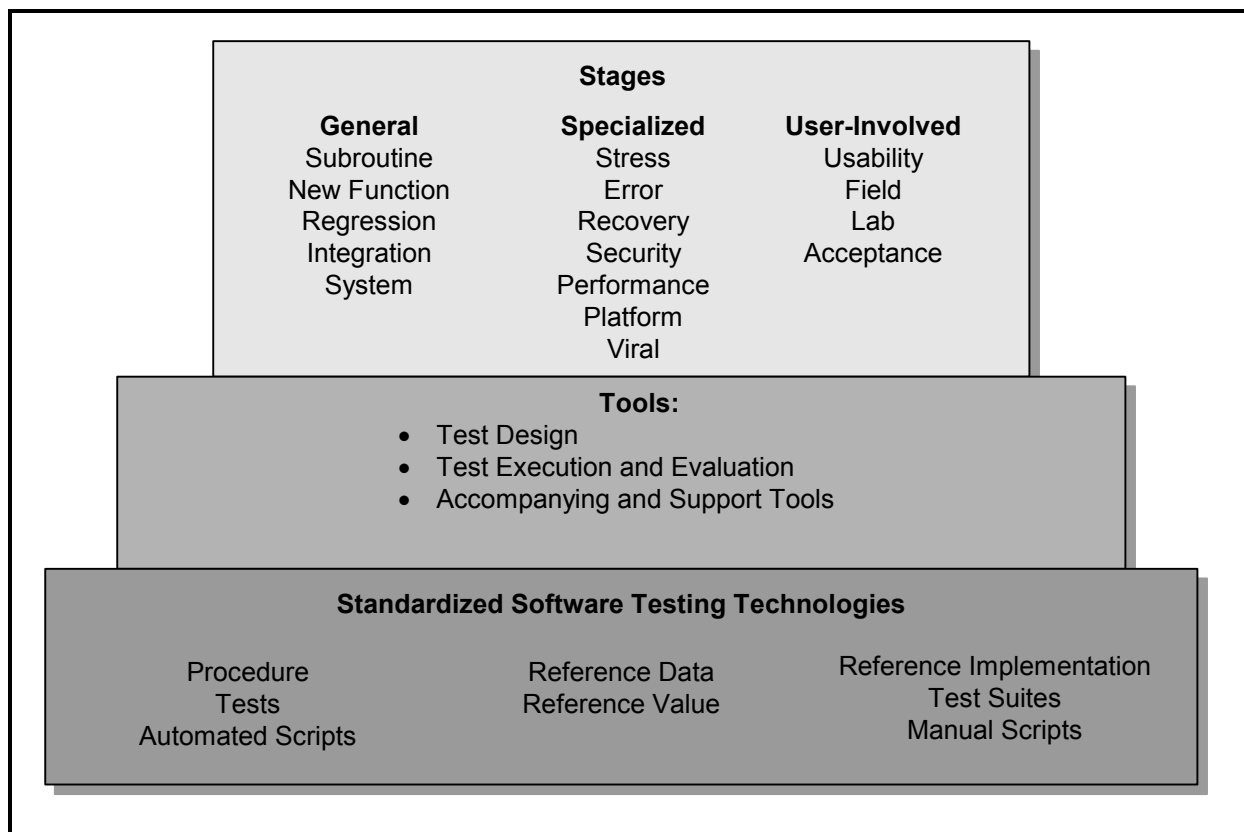 Stages
General
Subroutine
New Function
Regression
Integration
System
Specialized
Stress
Error
Recovery
Security
Performance
Platform
Viral
User-Involved
Usability
Field
Lab
Acceptance
Tools:
• Test Design
• Test Execution and Evaluation
• Accompanying and Support Tools
Standardized Software Testing Technologies
Procedure
Tests
Automated Scripts
Reference Data
Reference Value
Reference Implementation
Test Suites
Manual Scripts